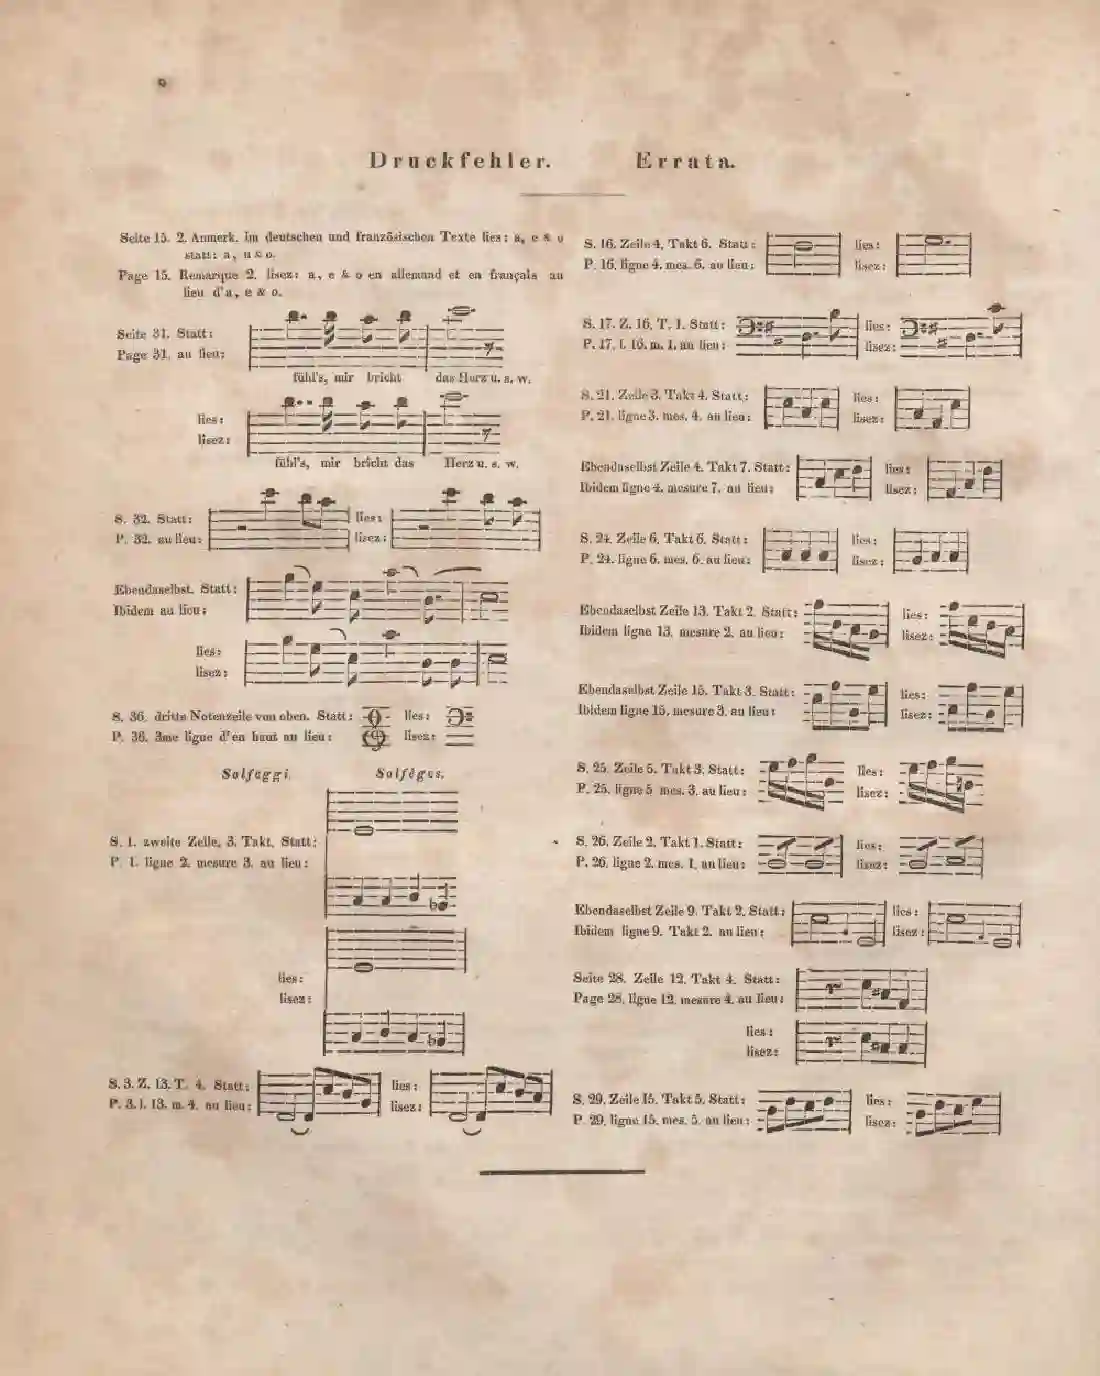 Druckfehler. Errata.
Seite 15. 2. Anmerk. im deutschen und französischen Texte lies: a, e & o
statt: a, u & o.
Page 15. Remarque 2. lisez: a, e & o en allemand et en français au
lieu d'a, e & o.
Seite 31. Statt:
Page 31. au lieu:
fühl's, mir bricht das Herz u. s. w.
lies:
lisez:
fühl's, mir bricht das Herz u. s. w.
S. 32. Statt: lies:
P. 32. au lieu: lisez:
Ebendaselbst. Statt:
Ibidem au lieu:
lies:
lisez:
S. 36. dritte Notenzeile von oben. Statt: lies:
P. 36. 3me ligne d'en haut au lieu: lisez:
Solfeggi. Solféges.
S. 1. zweite Zeile, 3. Takt. Statt:
P. 1. ligne 2. mesure 3. au lieu:
lies:
lisez:
S. 3. Z. 13. T. 4. Statt: lies:
P. 3. l. 13. m. 4. au lieu: lisez:
S. 16. Zeile 4. Takt 6. Statt: lies:
P. 16. ligne 4. mes. 6. au lieu: lisez:
S. 17. Z. 16. T. 1. Statt: lies:
P. 17. l. 16. m. 1. au lieu: lisez:
S. 21. Zeile 3. Takt 4. Statt: lies:
P. 21. ligne 3. mes. 4. au lieu: lisez:
Ebendaselbst Zeile 4. Takt 7. Statt: lies:
Ibidem ligne 4. mesure 7. au lieu: lisez:
S. 24. Zeile 6. Takt 6. Statt: lies:
P. 24. ligne 6. mes. 6. au lieu: lisez:
Ebendaselbst Zeile 13. Takt 2. Statt: lies:
Ibidem ligne 13. mesure 2. au lieu: lisez:
Ebendaselbst Zeile 15. Takt 3. Statt: lies:
Ibidem ligne 15. mesure 3. au lieu: lisez:
S. 25. Zeile 5. Takt 3. Statt: lies:
P. 25. ligne 5 mes. 3. au lieu: lisez:
S. 26. Zeile 2. Takt 1. Statt: lies:
P. 26. ligne 2. mes. 1. au lieu: lisez:
Ebendaselbst Zeile 9. Takt 2. Statt: lies:
Ibidem ligne 9. Takt 2. au lieu: lisez:
Seite 28. Zeile 12. Takt 4. Statt:
Page 28. ligne 12. mesure 4. au lieu:
lies:
lisez:
S. 29. Zeile 15. Takt 5. Statt: lies:
P. 29. ligne 15. mes. 5. au lieu: lisez: